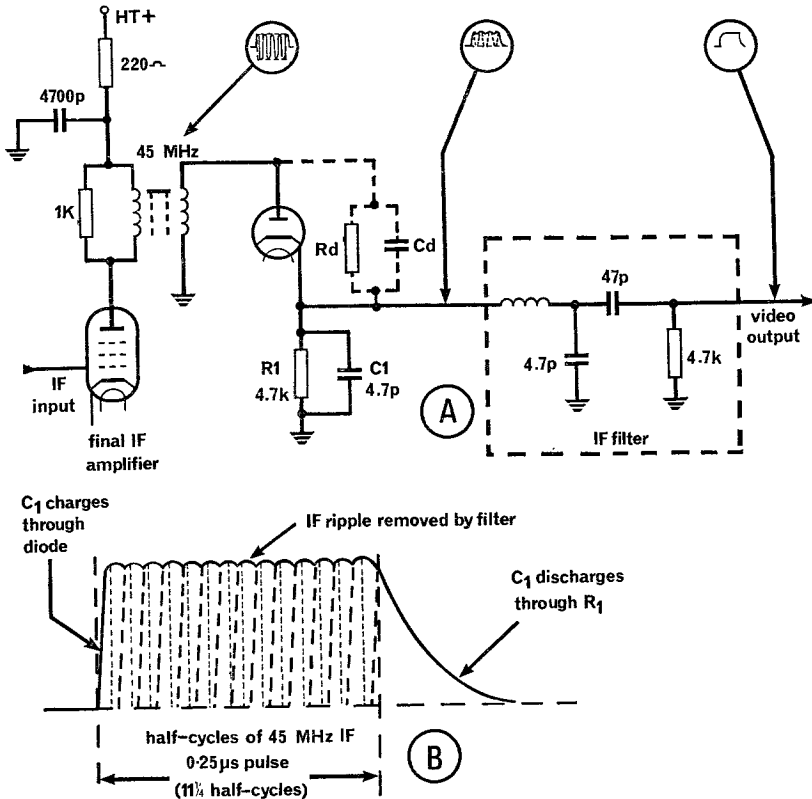 HT+
220~
4700p
45 MHz
1K
IF
input
final IF
amplifier
Rd
Cd
R1
4.7k
C1
4.7p
A
47p
4.7p
4.7k
video
output
IF filter
C1 charges
through
diode
IF ripple removed by filter
C1 discharges
through R1
half-cycles of 45 MHz IF
0·25µs pulse
(11¼ half-cycles)
B